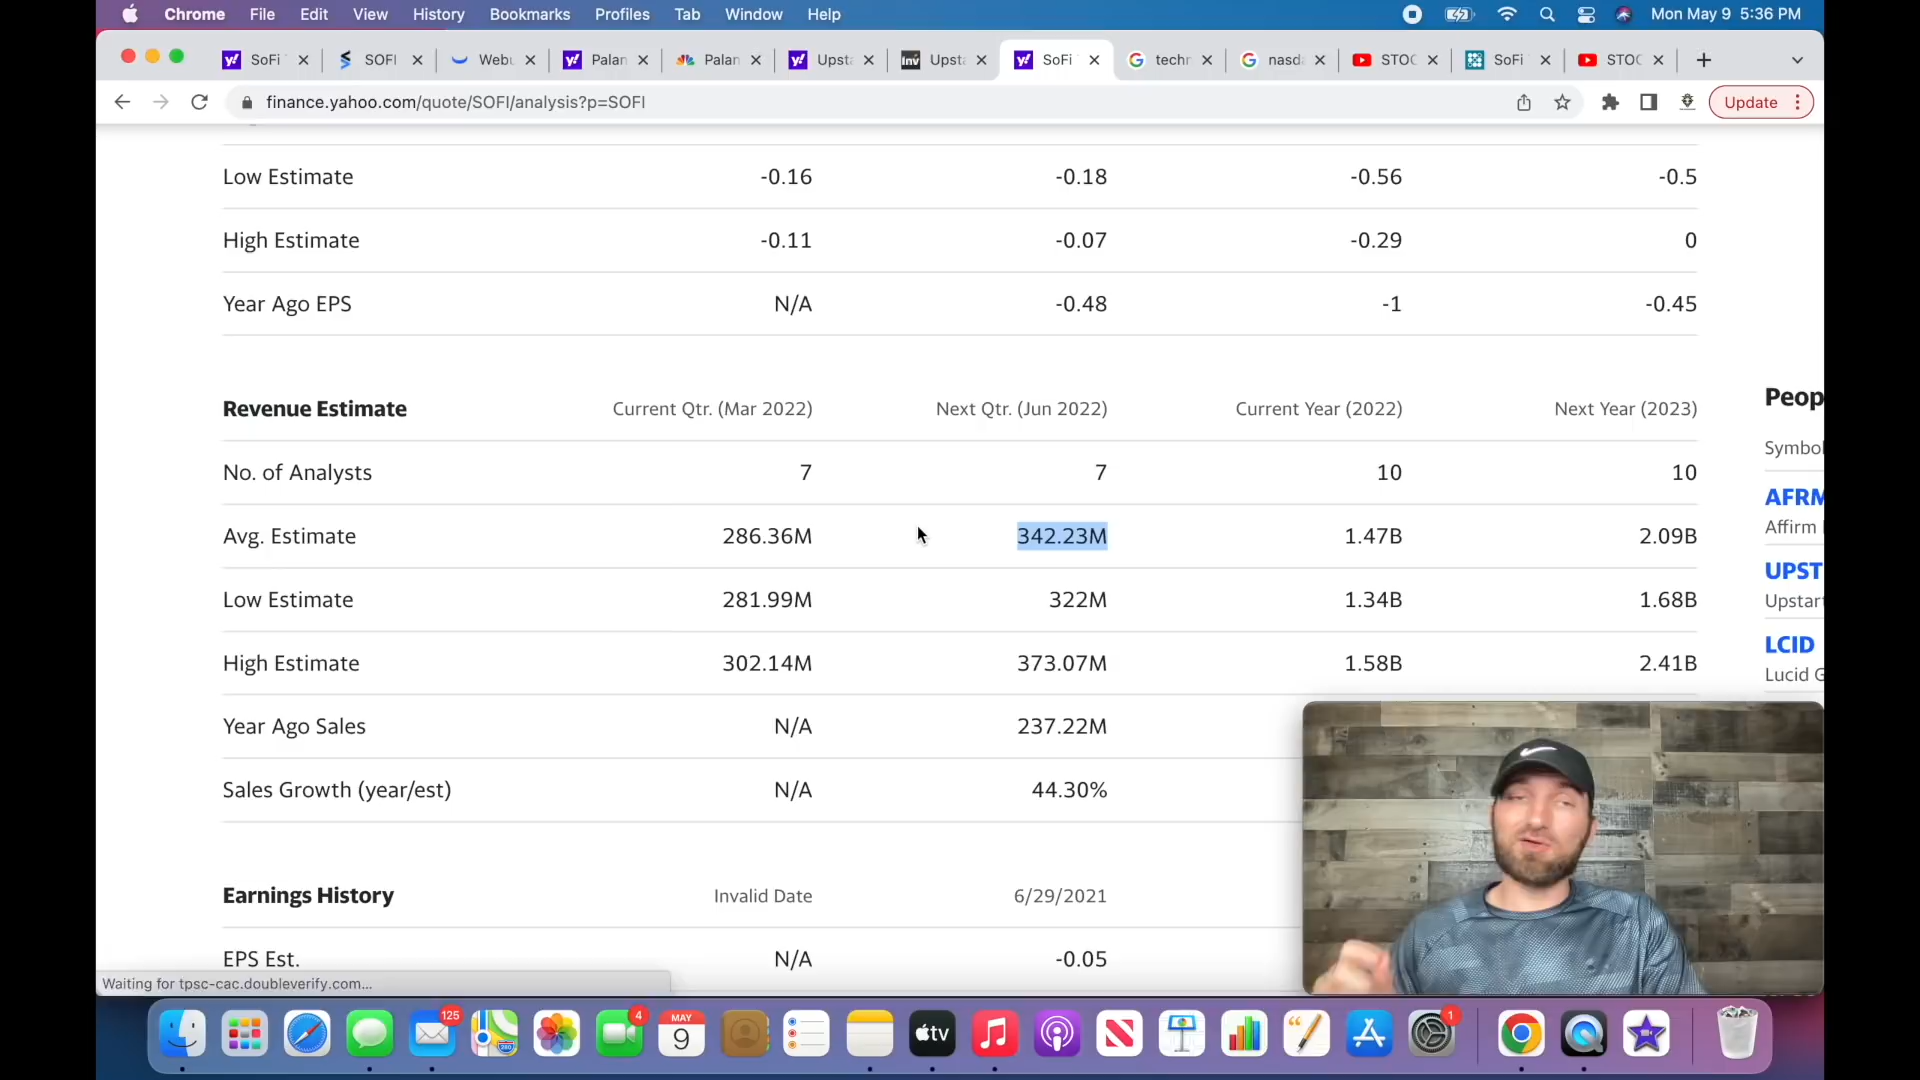 Chrome File Edit View History Bookmarks Profiles Tab Window Help Mon May 9 5:36 PM
SoFi SOFI Webu Palan Palan Upsta Upsta SoFi techr nasda STOC SoFi STOC
finance.yahoo.com/quote/SOFI/analysis?p=SOFI Update
Low Estimate -0.16 -0.18 -0.56 -0.5
High Estimate -0.11 -0.07 -0.29 0
Year Ago EPS N/A -0.48 -1 -0.45
Peop
Revenue Estimate Current Qtr. (Mar 2022) Next Qtr. (Jun 2022) Current Year (2022) Next Year (2023)
Symbol
No. of Analysts 7 7 10 10
AFRM
Affirm
Avg. Estimate 286.36M 342.23M 1.47B 2.09B
UPST
Low Estimate 281.99M 322M 1.34B 1.68B
Upstart
LCID
High Estimate 302.14M 373.07M 1.58B 2.41B
Lucid G
Year Ago Sales N/A 237.22M
Sales Growth (year/est) N/A 44.30%
Earnings History Invalid Date 6/29/2021
EPS Est. N/A -0.05
Waiting for tpsc-cac.doubleverify.com...
125 4 MAY 9 tv 1